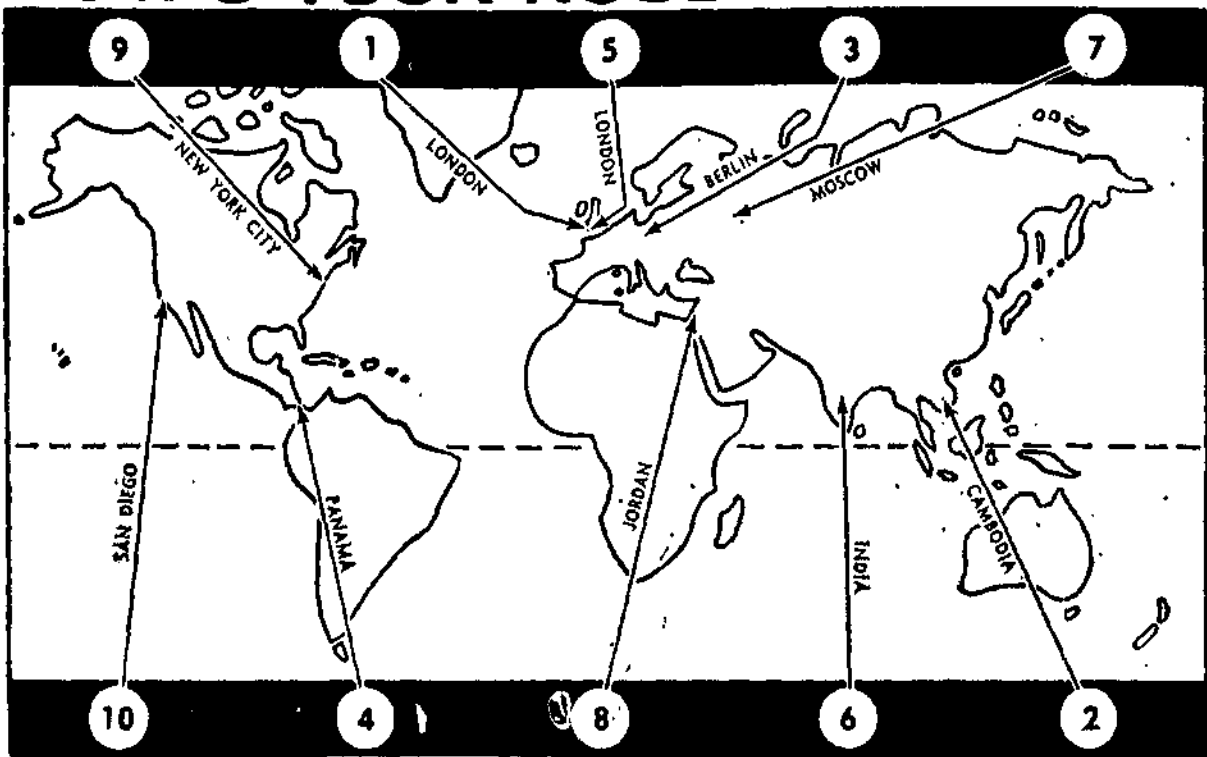 9
1
5
3
7
NEW YORK CITY
LONDON
LONDON
BERLIN
MOSCOW
SAN DIEGO
PANAMA
JORDAN
INDIA
CAMBODIA
10
4
8
6
2